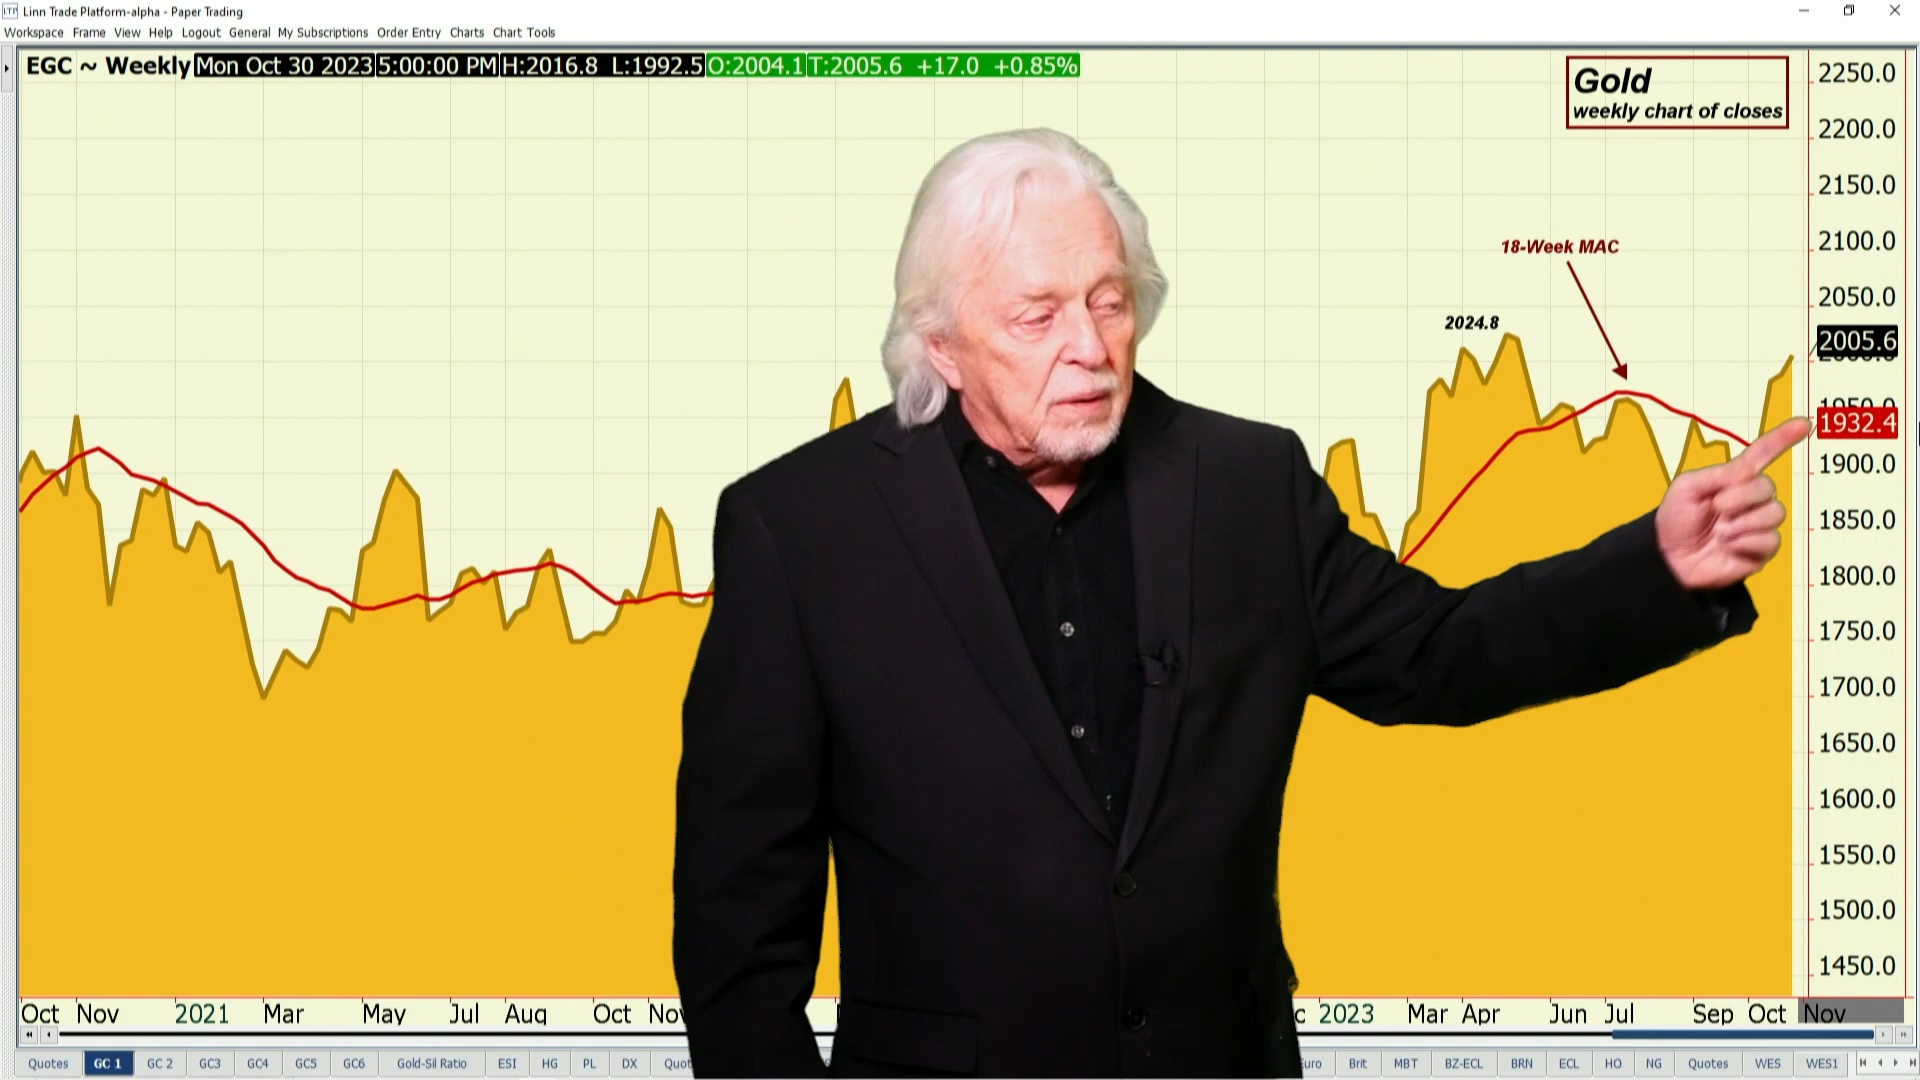 LTP Linn Trade Platform-alpha - Paper Trading
Workspace Frame View Help Logout General My Subscriptions Order Entry Charts Chart Tools
EGC ~ Weekly Mon Oct 30 2023 5:00:00 PM H:2016.8 L:1992.5 O:2004.1 T:2005.6 +17.0 +0.85%
Gold
weekly chart of closes
2250.0
2200.0
2150.0
2100.0
18-Week MAC
2050.0
2024.8
2005.6
1950.0
1932.4
1900.0
1850.0
1800.0
1750.0
1700.0
1650.0
1600.0
1550.0
1500.0
1450.0
Oct Nov 2021 Mar May Jul Aug Oct Nov 2023 Mar Apr Jun Jul Sep Oct Nov
Quotes GC 1 GC 2 GC3 GC4 GC5 GC6 Gold-Sil Ratio ESI HG PL DX Brit MBT BZ-ECL BRN ECL HO NG Quotes WES WES1